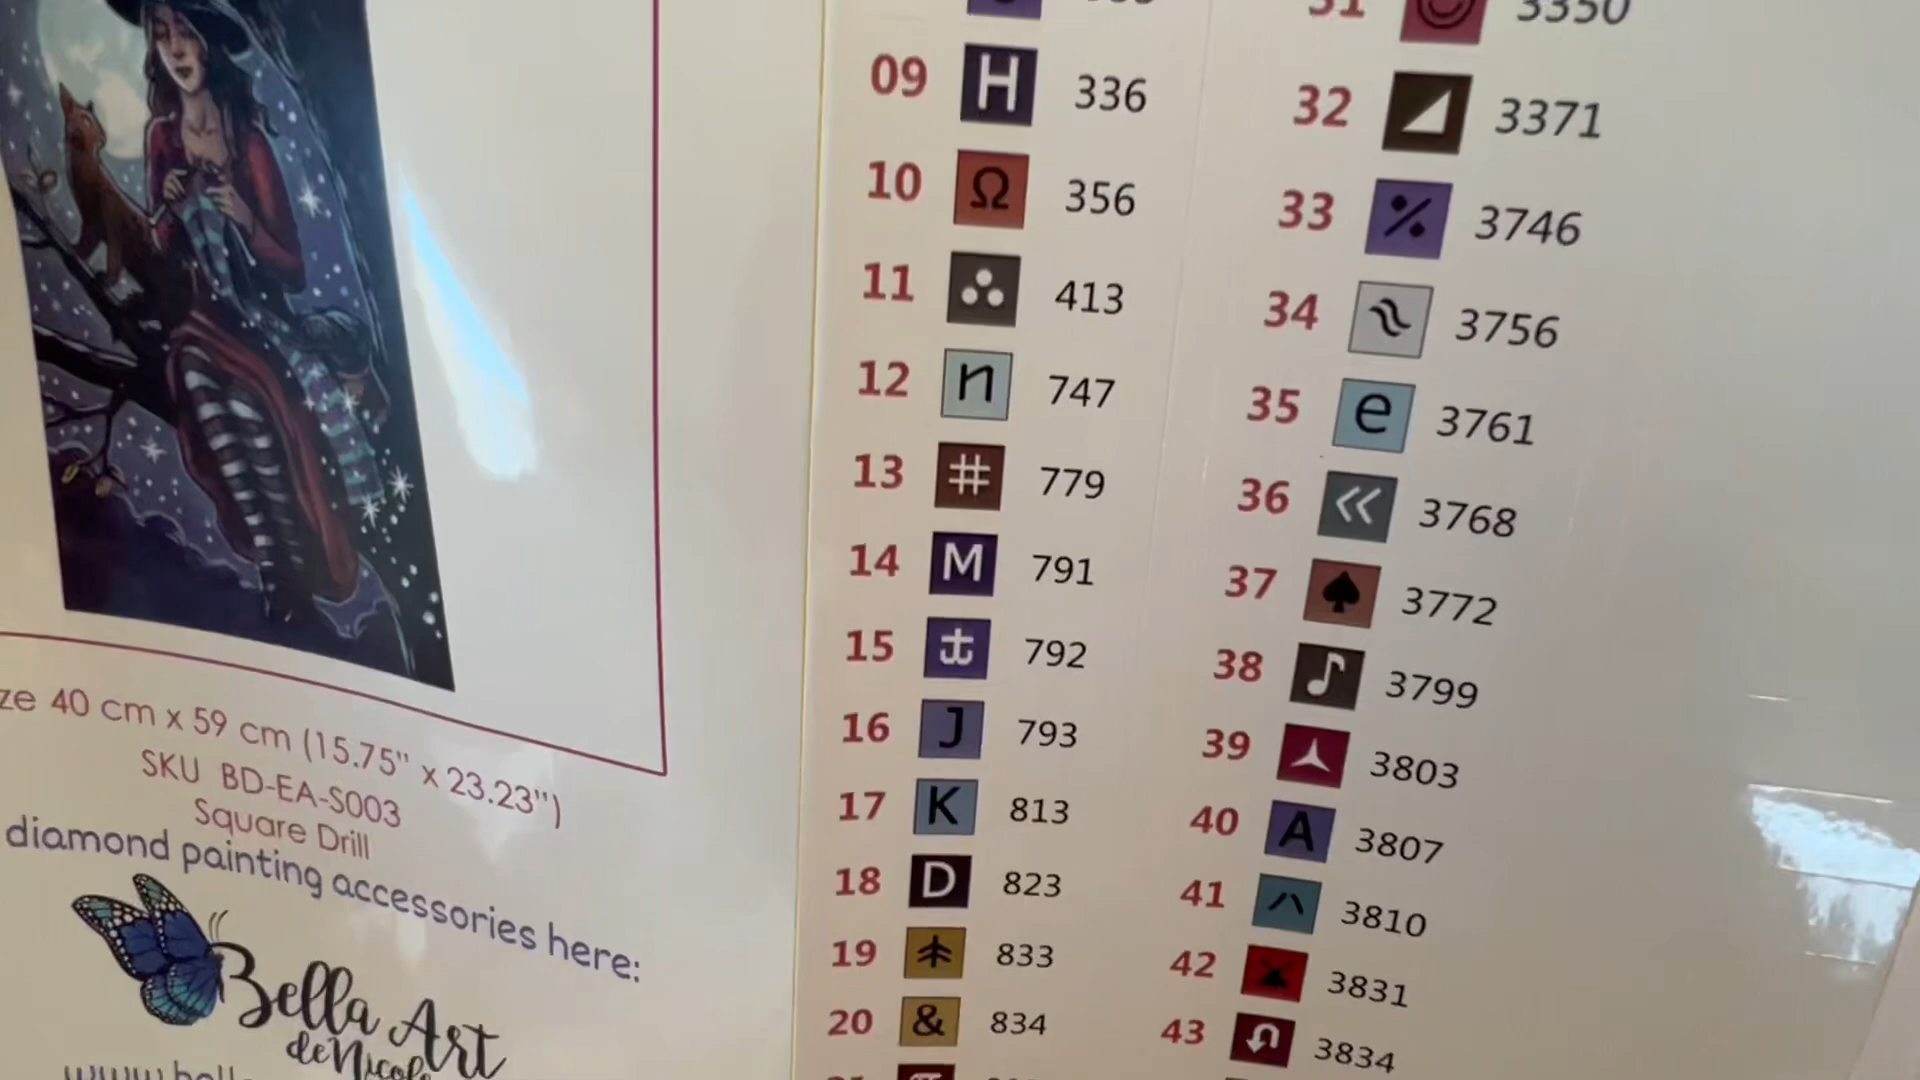 ze 40 cm x 59 cm (15.75" x 23.23")
SKU BD-EA-S003
Square Drill
diamond painting accessories here:
Bella Art
09 H 336
10 Ω 356
11 413
12 n 747
13 # 779
14 M 791
15 792
16 J 793
17 K 813
18 D 823
19 833
20 & 834
31 3350
32 3371
33 % 3746
34 3756
35 e 3761
36 « 3768
37 ♠ 3772
38 ♪ 3799
39 3803
40 A 3807
41 3810
42 3831
43 3834